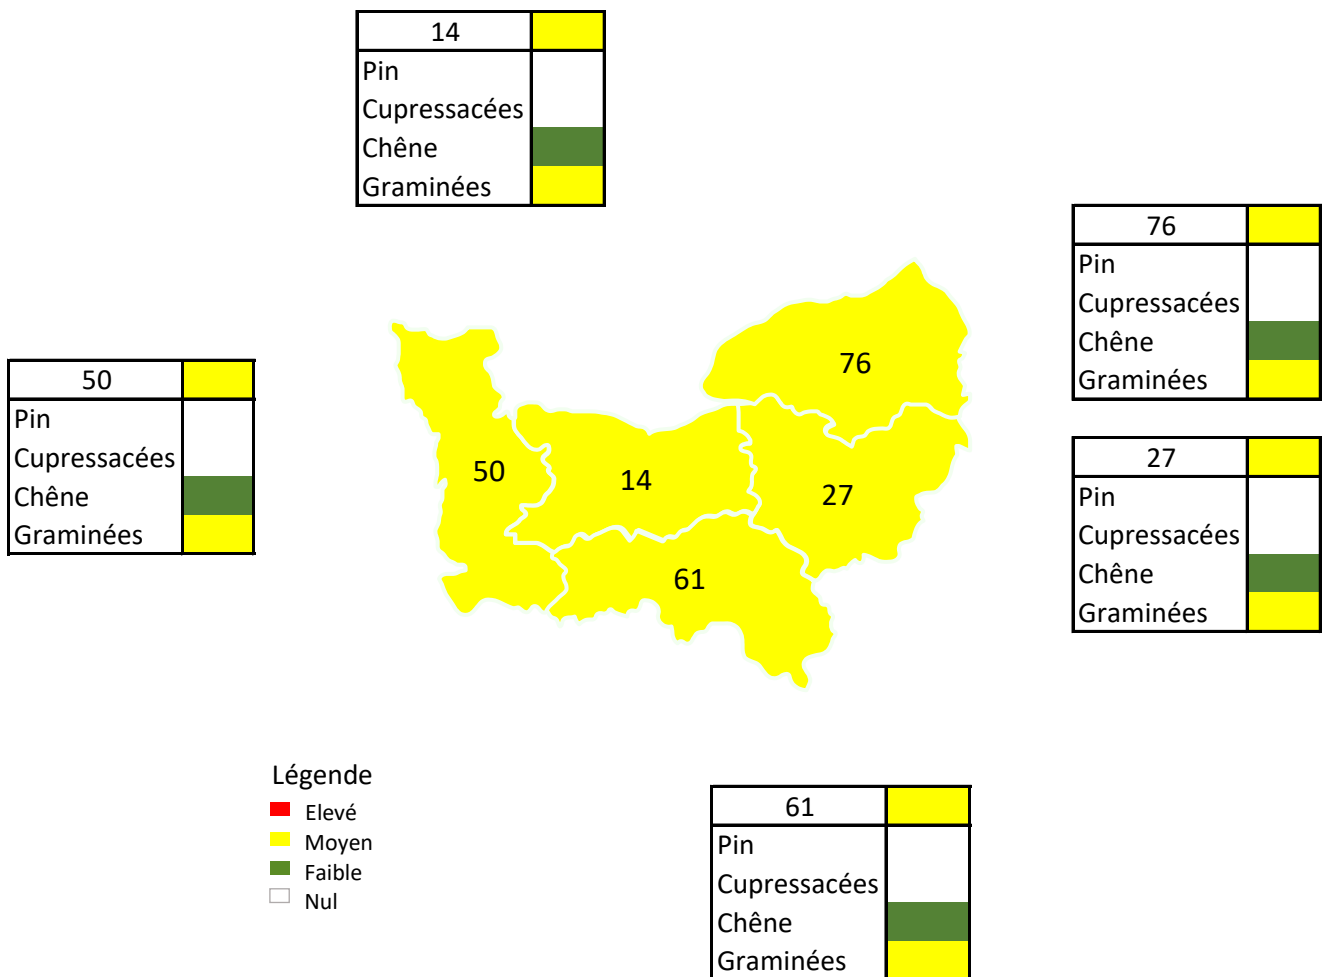 14
Pin
Cupressacées
Chêne
Graminées
76
Pin
Cupressacées
Chêne
Graminées
50
Pin
Cupressacées
Chêne
Graminées
76
50
14
27
61
27
Pin
Cupressacées
Chêne
Graminées
Légende
Elevé
Moyen
Faible
Nul
61
Pin
Cupressacées
Chêne
Graminées